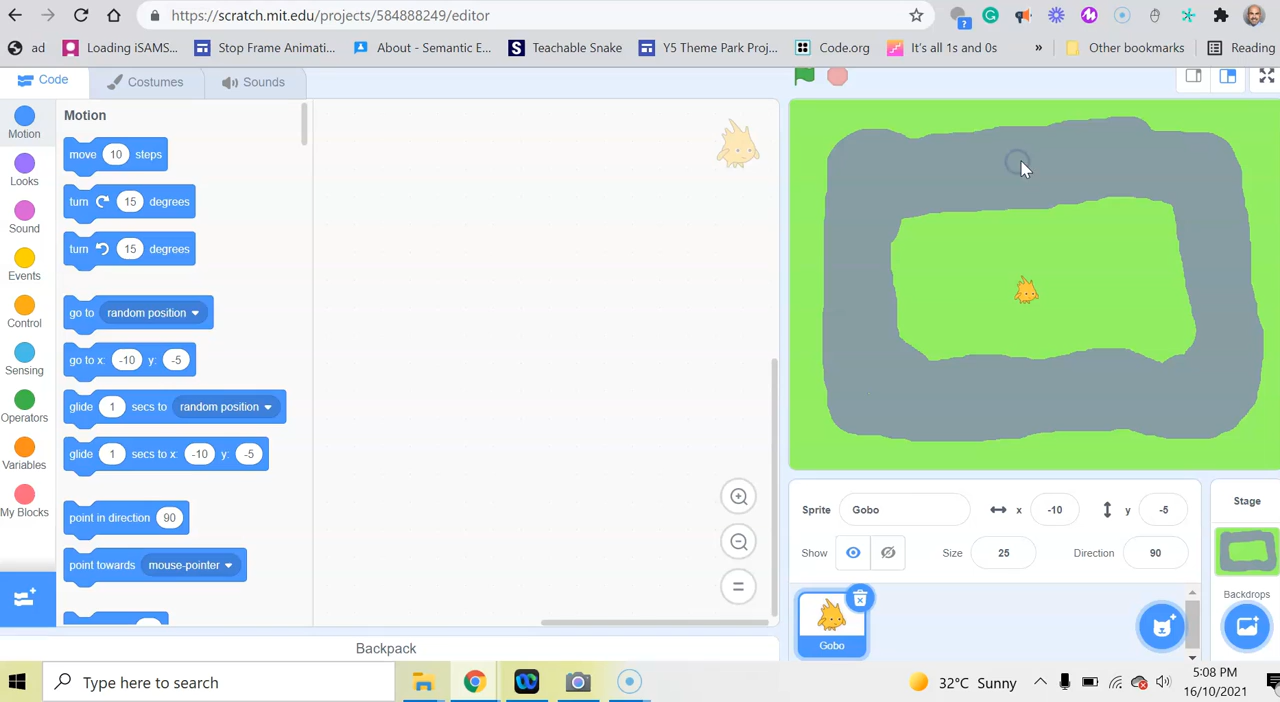 https://scratch.mit.edu/projects/584888249/editor
ad Loading iSAMS... Stop Frame Animati... About - Semantic E... Teachable Snake Y5 Theme Park Proj... Code.org It's all 1s and 0s » Other bookmarks Reading
Code Costumes Sounds
Motion
Looks
Sound
Events
Control
Sensing
Operators
Variables
My Blocks
Motion
move 10 steps
turn 15 degrees
turn 15 degrees
go to random position
go to x: -10 y: -5
glide 1 secs to random position
glide 1 secs to x: -10 y: -5
point in direction 90
point towards mouse-pointer
Backpack
Sprite Gobo x -10 y -5
Show Size 25 Direction 90
Gobo
Stage
Backdrops
Type here to search
32°C Sunny
5:08 PM
16/10/2021